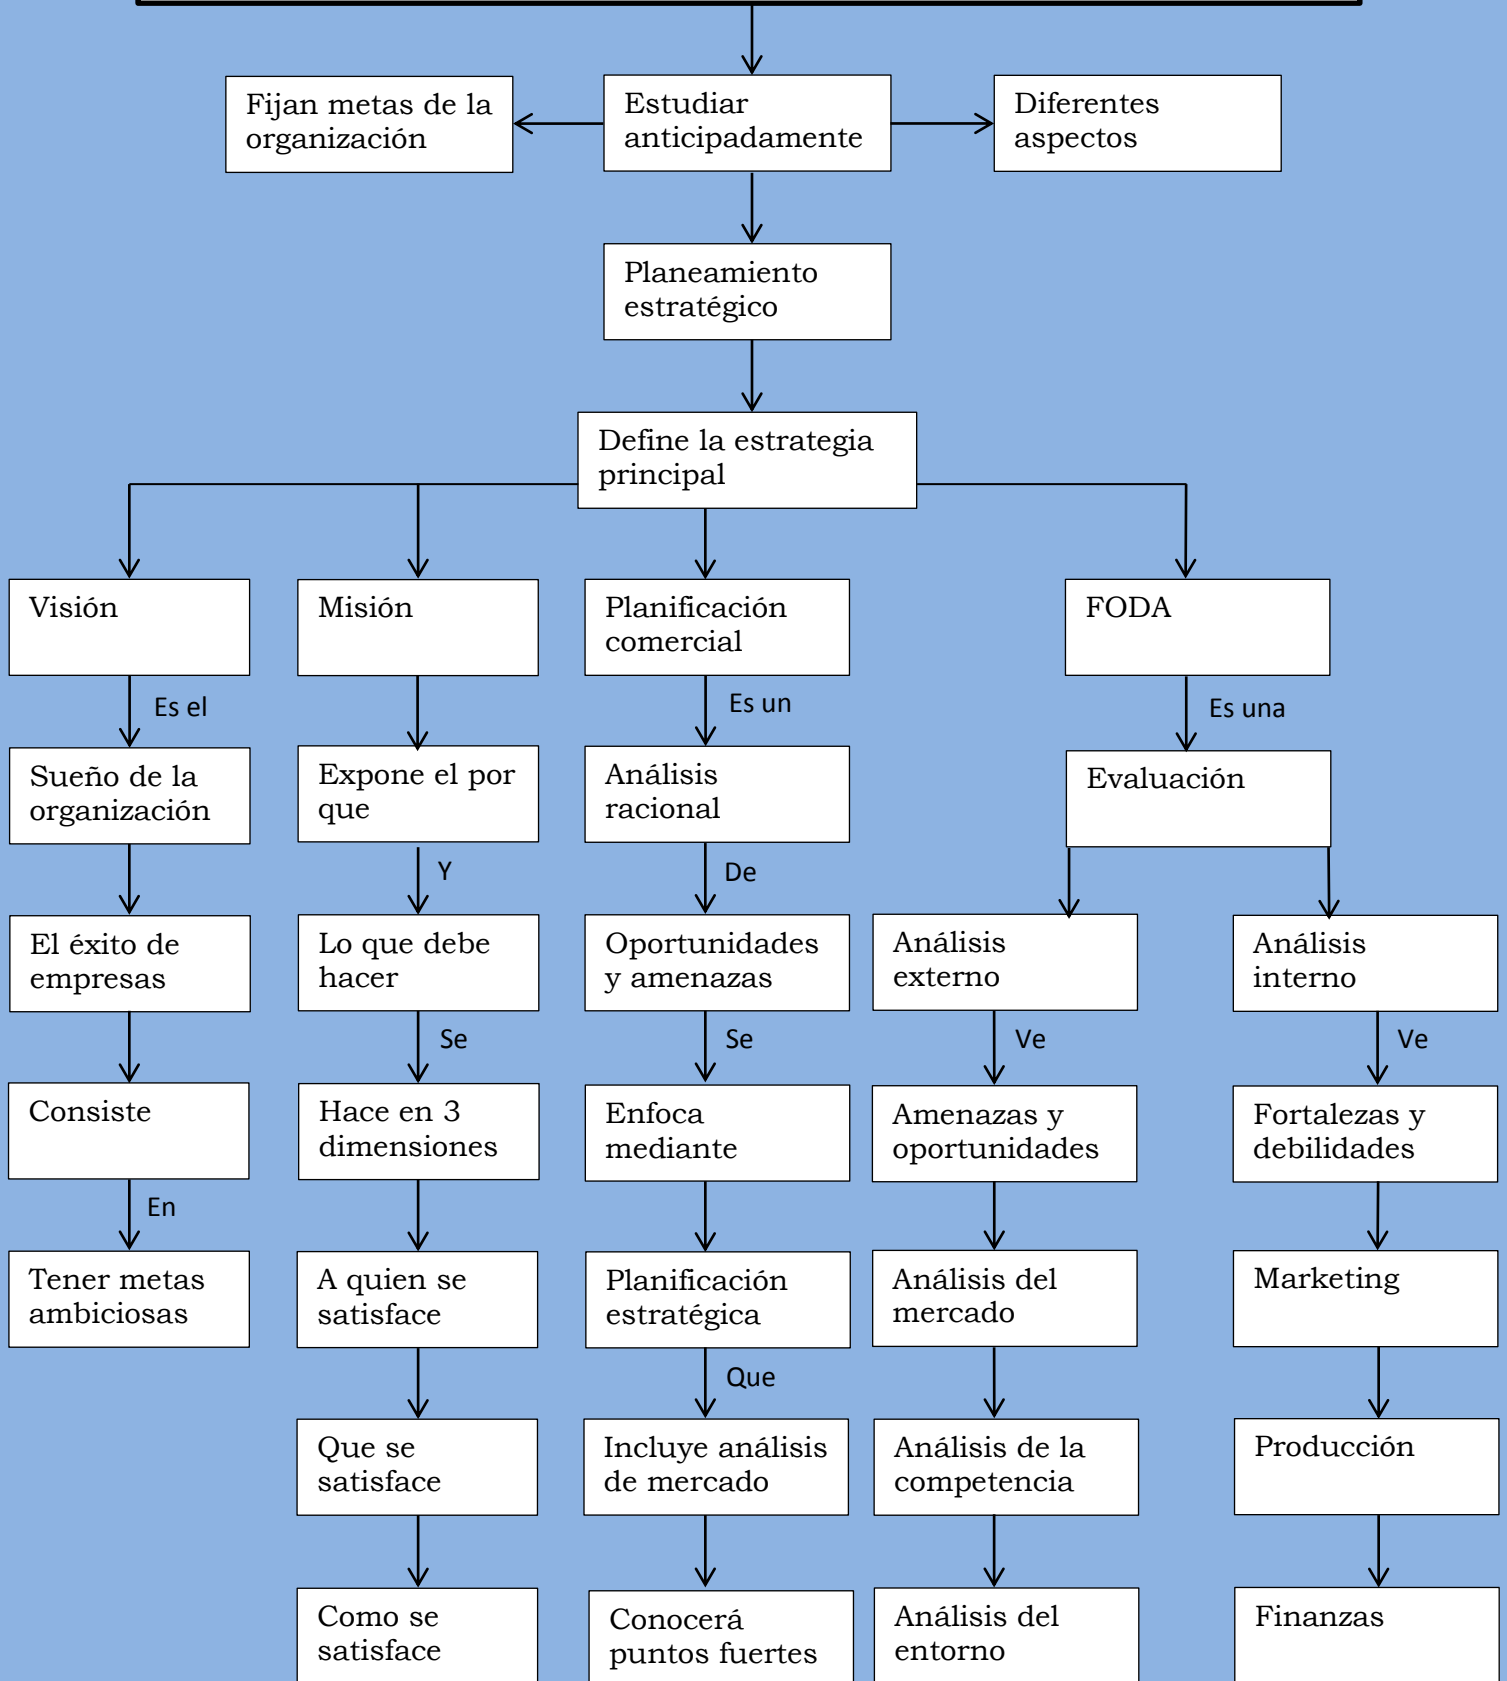 Fijan metas de la
organización
Estudiar
anticipadamente
Diferentes
aspectos
Planeamiento
estratégico
Define la estrategia
principal
Visión
Misión
Planificación
comercial
FODA
Es el
Es un
Es una
Sueño de la
organización
Expone el por
que
Análisis
racional
Evaluación
Y
De
El éxito de
empresas
Lo que debe
hacer
Oportunidades
y amenazas
Análisis
externo
Análisis
interno
Se
Se
Ve
Ve
Consiste
Hace en 3
dimensiones
Enfoca
mediante
Amenazas y
oportunidades
Fortalezas y
debilidades
En
Tener metas
ambiciosas
A quien se
satisface
Planificación
estratégica
Análisis del
mercado
Marketing
Que
Que se
satisface
Incluye análisis
de mercado
Análisis de la
competencia
Producción
Como se
satisface
Conocerá
puntos fuertes
Análisis del
entorno
Finanzas